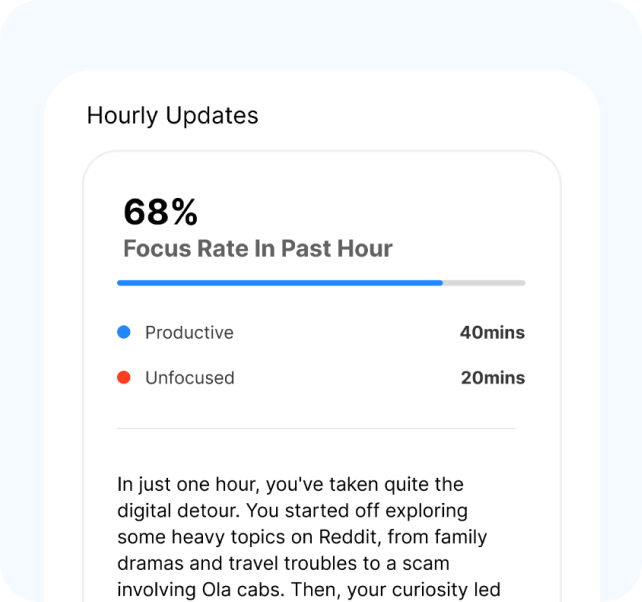 Hourly Updates
68%
Focus Rate In Past Hour
Productive 40mins
Unfocused 20mins
In just one hour, you've taken quite the
digital detour. You started off exploring
some heavy topics on Reddit, from family
dramas and travel troubles to a scam
involving Ola cabs. Then, your curiosity led